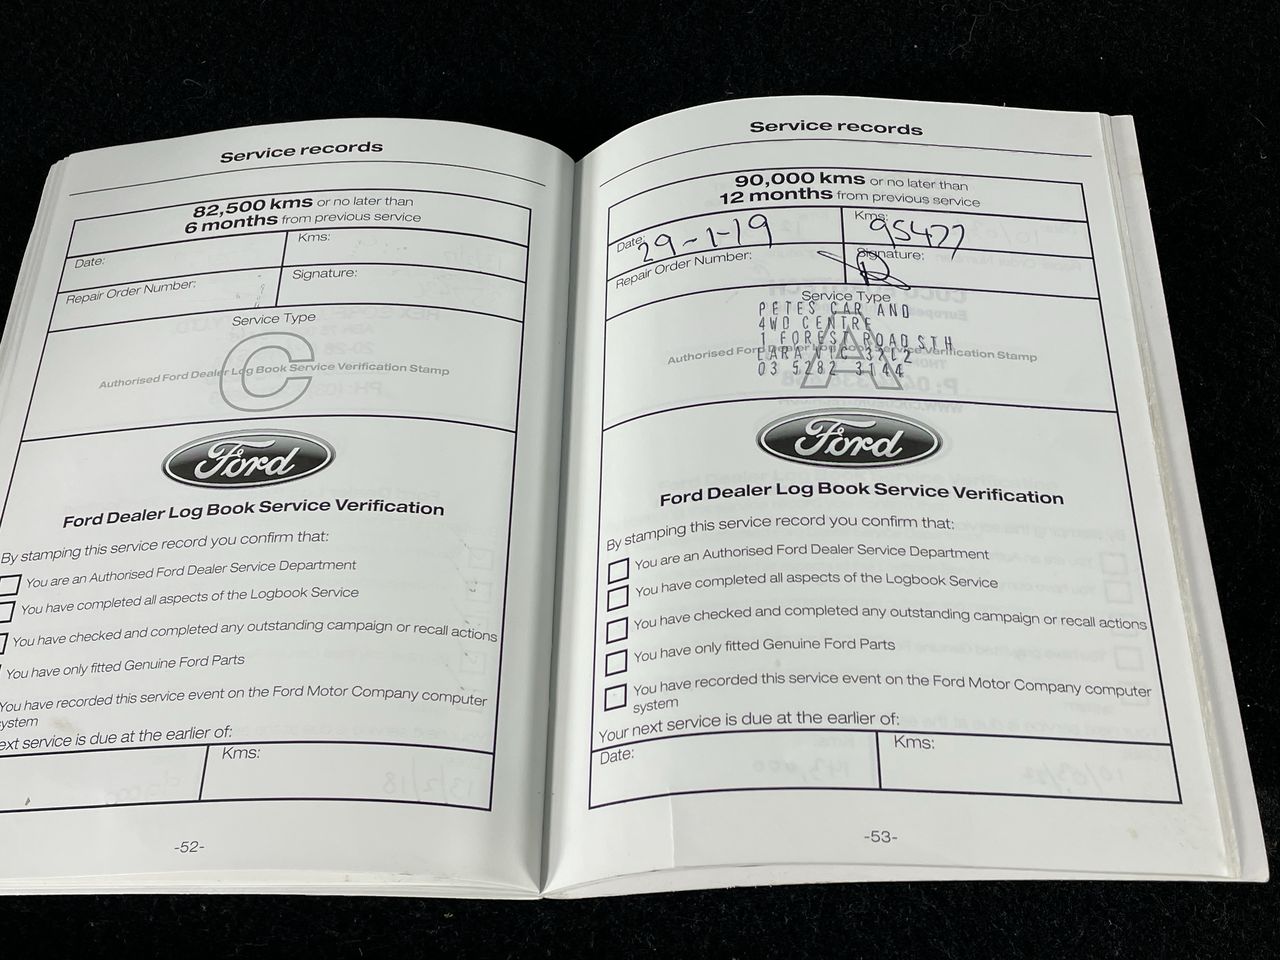 Service records
82,500 kms or no later than
6 months from previous service
Date:
Kms:
Repair Order Number:
Signature:
Service Type
C
Authorised Ford Dealer Log Book Service Verification Stamp
Ford
Ford Dealer Log Book Service Verification
By stamping this service record you confirm that:
You are an Authorised Ford Dealer Service Department
You have completed all aspects of the Logbook Service
You have checked and completed any outstanding campaign or recall actions
You have only fitted Genuine Ford Parts
You have recorded this service event on the Ford Motor Company computer
ystem
ext service is due at the earlier of:
Kms:
-52-
Service records
90,000 kms or no later than
12 months from previous service
Date: 29-1-19
Kms: 95477
Repair Order Number:
Signature:
Service Type
A
PETES CAR AND
4WD CENTRE
1 FOREST ROAD STH
LARA VIC 3212
03 5282 3144
Authorised Ford Dealer Log Book Service Verification Stamp
Ford
Ford Dealer Log Book Service Verification
By stamping this service record you confirm that:
You are an Authorised Ford Dealer Service Department
You have completed all aspects of the Logbook Service
You have checked and completed any outstanding campaign or recall actions
You have only fitted Genuine Ford Parts
You have recorded this service event on the Ford Motor Company computer
system
Your next service is due at the earlier of:
Date:
Kms:
-53-